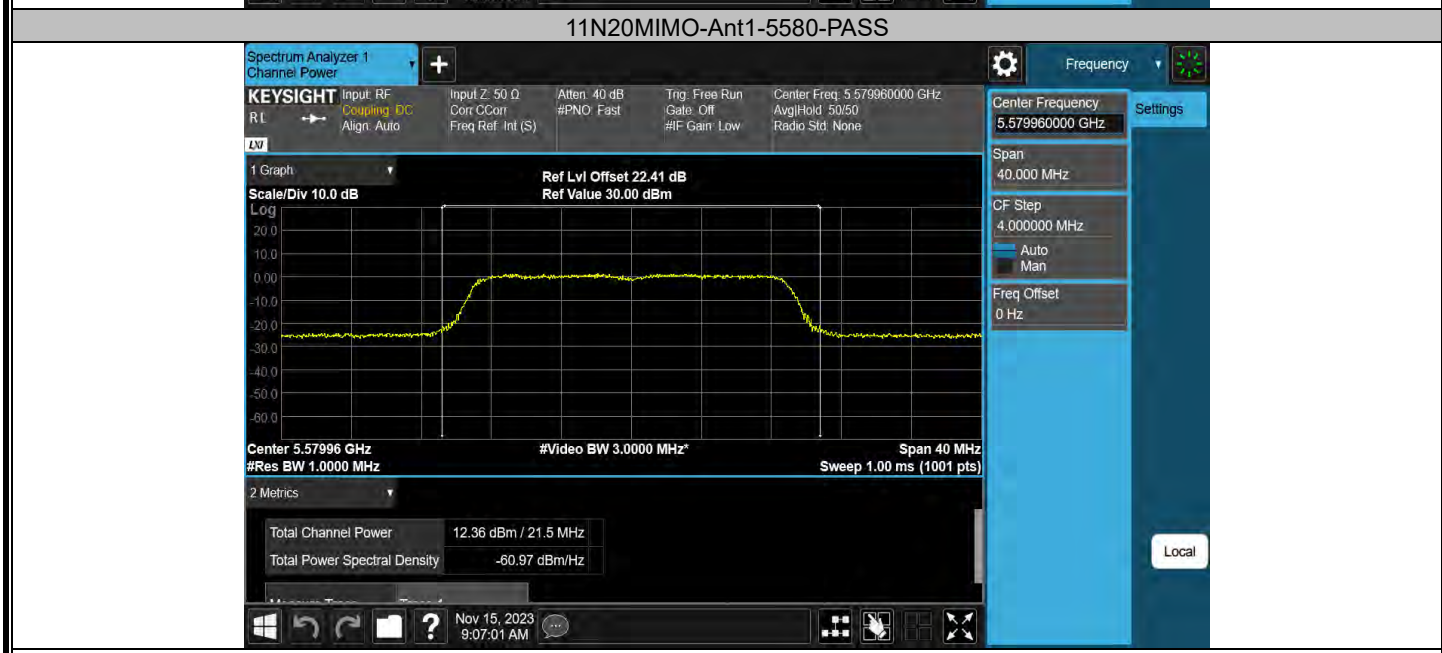 11N20MIMO-Ant1-5580-PASS
Spectrum Analyzer 1
Channel Power
Frequency
KEYSIGHT
RL
LXI
Input: RF
Coupling: DC
Align: Auto
Input Z: 50 Ω
Corr CCorr
Freq Ref: Int (S)
Atten: 40 dB
#PNO: Fast
Trig: Free Run
Gate: Off
#IF Gain: Low
Center Freq: 5.579960000 GHz
Avg|Hold: 50/50
Radio Std: None
Center Frequency
5.579960000 GHz
Settings
Span
40.000 MHz
CF Step
4.000000 MHz
Auto
Man
Freq Offset
0 Hz
1 Graph
Scale/Div 10.0 dB
Ref Lvl Offset 22.41 dB
Ref Value 30.00 dBm
Log
20.0
10.0
0.00
-10.0
-20.0
-30.0
-40.0
-50.0
-60.0
Center 5.57996 GHz
#Video BW 3.0000 MHz*
Span 40 MHz
#Res BW 1.0000 MHz
Sweep 1.00 ms (1001 pts)
2 Metrics
Total Channel Power 12.36 dBm / 21.5 MHz
Total Power Spectral Density -60.97 dBm/Hz
Local
?
Nov 15, 2023
9:07:01 AM